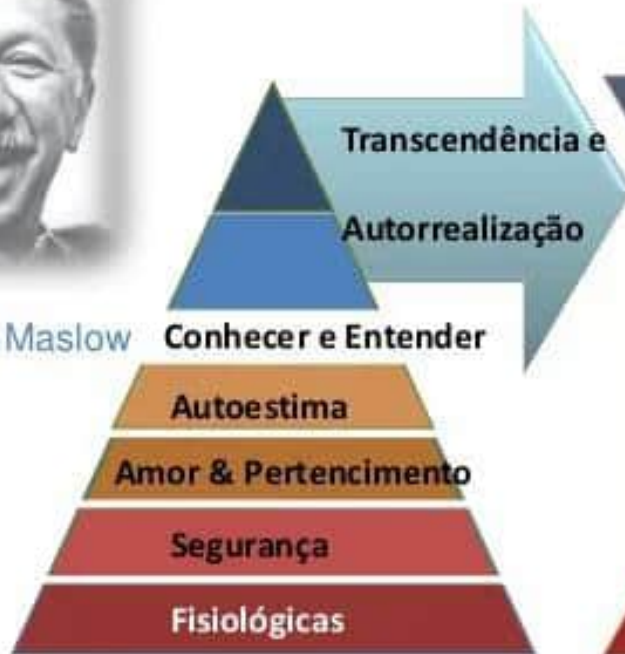 Transcendência e
Autorrealização
Maslow
Conhecer e Entender
Autoestima
Amor & Pertencimento
Segurança
Fisiológicas